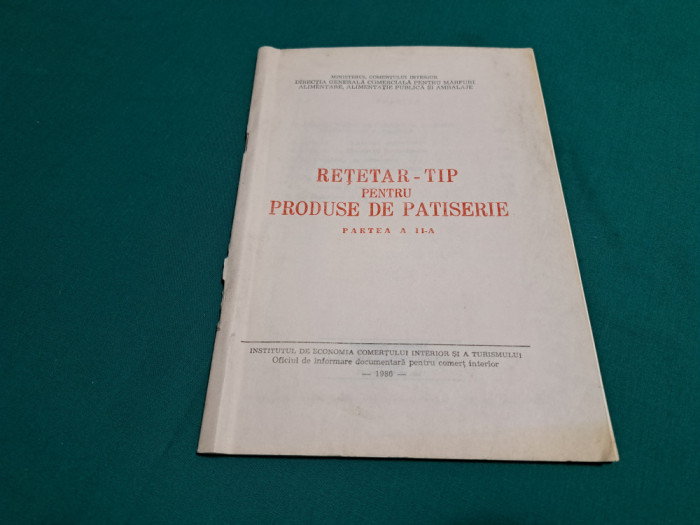 MINISTERUL COMERȚULUI INTERIOR
DIRECȚIA GENERALĂ COMERCIALĂ PENTRU MĂRFURI
ALIMENTARE, ALIMENTAȚIE PUBLICĂ ȘI AMBALAJE
REȚETAR-TIP
PENTRU
PRODUSE DE PATISERIE
PARTEA A II-A
INSTITUTUL DE ECONOMIA COMERȚULUI INTERIOR ȘI A TURISMULUI
Oficiul de informare documentară pentru comerț interior
— 1986 —